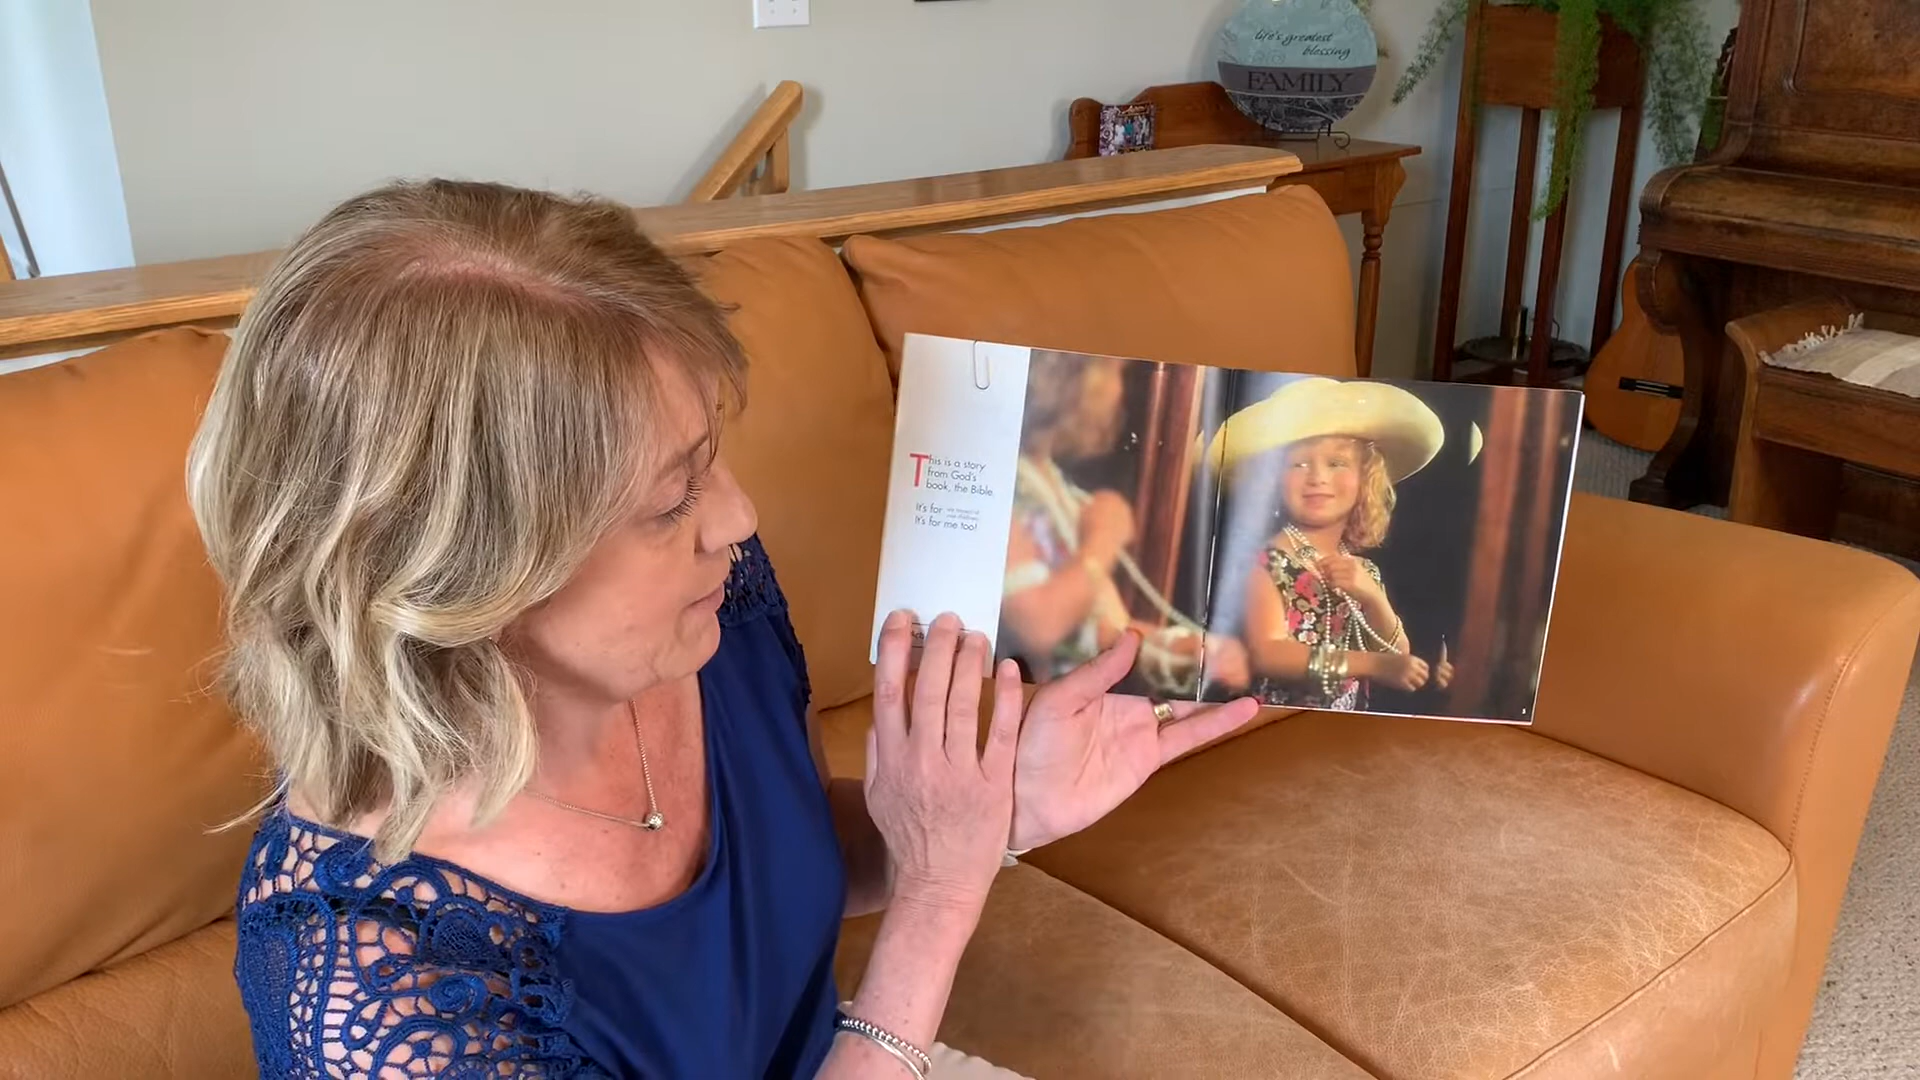 life's greatest
blessing
FAMILY
This is a story
from God's
book, the Bible.
It's for
It's for me too!